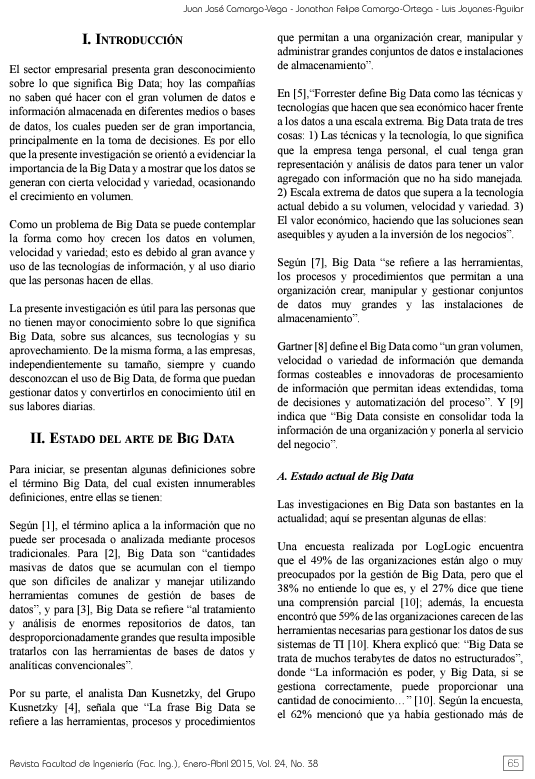 Juan José Camargo-Vega - Jonathan Felipe Camargo-Ortega - Luis Joyanes-Aguilar
I. Introducción
El sector empresarial presenta gran desconocimiento
sobre lo que significa Big Data; hoy las compañías
no saben qué hacer con el gran volumen de datos e
información almacenada en diferentes medios o bases
de datos, los cuales pueden ser de gran importancia,
principalmente en la toma de decisiones. Es por ello
que la presente investigación se orientó a evidenciar la
importancia de la Big Data y a mostrar que los datos se
generan con cierta velocidad y variedad, ocasionando
el crecimiento en volumen.
Como un problema de Big Data se puede contemplar
la forma como hoy crecen los datos en volumen,
velocidad y variedad; esto es debido al gran avance y
uso de las tecnologías de información, y al uso diario
que las personas hacen de ellas.
La presente investigación es útil para las personas que
no tienen mayor conocimiento sobre lo que significa
Big Data, sobre sus alcances, sus tecnologías y su
aprovechamiento. De la misma forma, a las empresas,
independientemente su tamaño, siempre y cuando
desconozcan el uso de Big Data, de forma que puedan
gestionar datos y convertirlos en conocimiento útil en
sus labores diarias.
II. Estado del arte de Big Data
Para iniciar, se presentan algunas definiciones sobre
el término Big Data, del cual existen innumerables
definiciones, entre ellas se tienen:
Según [1], el término aplica a la información que no
puede ser procesada o analizada mediante procesos
tradicionales. Para [2], Big Data son “cantidades
masivas de datos que se acumulan con el tiempo
que son difíciles de analizar y manejar utilizando
herramientas comunes de gestión de bases de
datos”, y para [3], Big Data se refiere “al tratamiento
y análisis de enormes repositorios de datos, tan
desproporcionadamente grandes que resulta imposible
tratarlos con las herramientas de bases de datos y
analíticas convencionales”.
Por su parte, el analista Dan Kusnetzky, del Grupo
Kusnetzky [4], señala que “La frase Big Data se
refiere a las herramientas, procesos y procedimientos
que permitan a una organización crear, manipular y
administrar grandes conjuntos de datos e instalaciones
de almacenamiento”.
En [5],“Forrester define Big Data como las técnicas y
tecnologías que hacen que sea económico hacer frente
a los datos a una escala extrema. Big Data trata de tres
cosas: 1) Las técnicas y la tecnología, lo que significa
que la empresa tenga personal, el cual tenga gran
representación y análisis de datos para tener un valor
agregado con información que no ha sido manejada.
2) Escala extrema de datos que supera a la tecnología
actual debido a su volumen, velocidad y variedad. 3)
El valor económico, haciendo que las soluciones sean
asequibles y ayuden a la inversión de los negocios”.
Según [7], Big Data “se refiere a las herramientas,
los procesos y procedimientos que permitan a una
organización crear, manipular y gestionar conjuntos
de datos muy grandes y las instalaciones de
almacenamiento”.
Gartner [8] define el Big Data como “un gran volumen,
velocidad o variedad de información que demanda
formas costeables e innovadoras de procesamiento
de información que permitan ideas extendidas, toma
de decisiones y automatización del proceso”. Y [9]
indica que “Big Data consiste en consolidar toda la
información de una organización y ponerla al servicio
del negocio”.
A. Estado actual de Big Data
Las investigaciones en Big Data son bastantes en la
actualidad; aquí se presentan algunas de ellas:
Una encuesta realizada por LogLogic encuentra
que el 49% de las organizaciones están algo o muy
preocupados por la gestión de Big Data, pero que el
38% no entiende lo que es, y el 27% dice que tiene
una comprensión parcial [10]; además, la encuesta
encontró que 59% de las organizaciones carecen de las
herramientas necesarias para gestionar los datos de sus
sistemas de TI [10]. Khera explicó que: “Big Data se
trata de muchos terabytes de datos no estructurados”,
donde “La información es poder, y Big Data, si se
gestiona correctamente, puede proporcionar una
cantidad de conocimiento…” [10]. Según la encuesta,
el 62% mencionó que ya había gestionado más de
Revista Facultad de Ingeniería (Fac. Ing.), Enero-Abril 2015, Vol. 24, No. 38
65